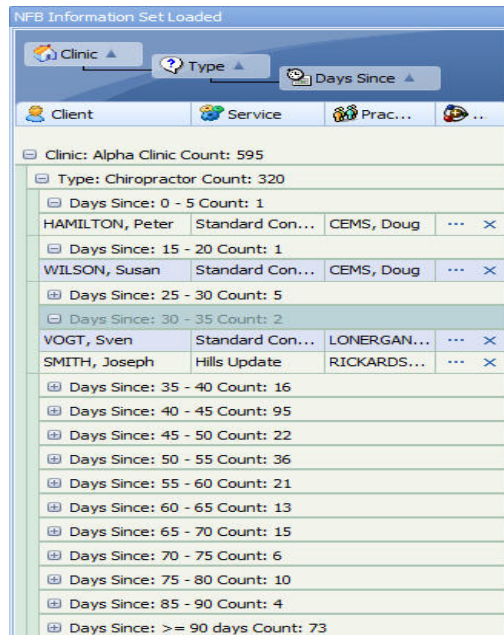 NFB Information Set Loaded
Clinic
Type
Days Since
Client Service Prac... ...
Clinic: Alpha Clinic Count: 595
Type: Chiropractor Count: 320
Days Since: 0 - 5 Count: 1
HAMILTON, Peter Standard Con... CEMS, Doug ...
Days Since: 15 - 20 Count: 1
WILSON, Susan Standard Con... CEMS, Doug ...
Days Since: 25 - 30 Count: 5
Days Since: 30 - 35 Count: 2
VOGT, Sven Standard Con... LONERGAN... ...
SMITH, Joseph Hills Update RICKARDS... ...
Days Since: 35 - 40 Count: 16
Days Since: 40 - 45 Count: 95
Days Since: 45 - 50 Count: 22
Days Since: 50 - 55 Count: 36
Days Since: 55 - 60 Count: 21
Days Since: 60 - 65 Count: 13
Days Since: 65 - 70 Count: 15
Days Since: 70 - 75 Count: 6
Days Since: 75 - 80 Count: 10
Days Since: 85 - 90 Count: 4
Days Since: >= 90 days Count: 73